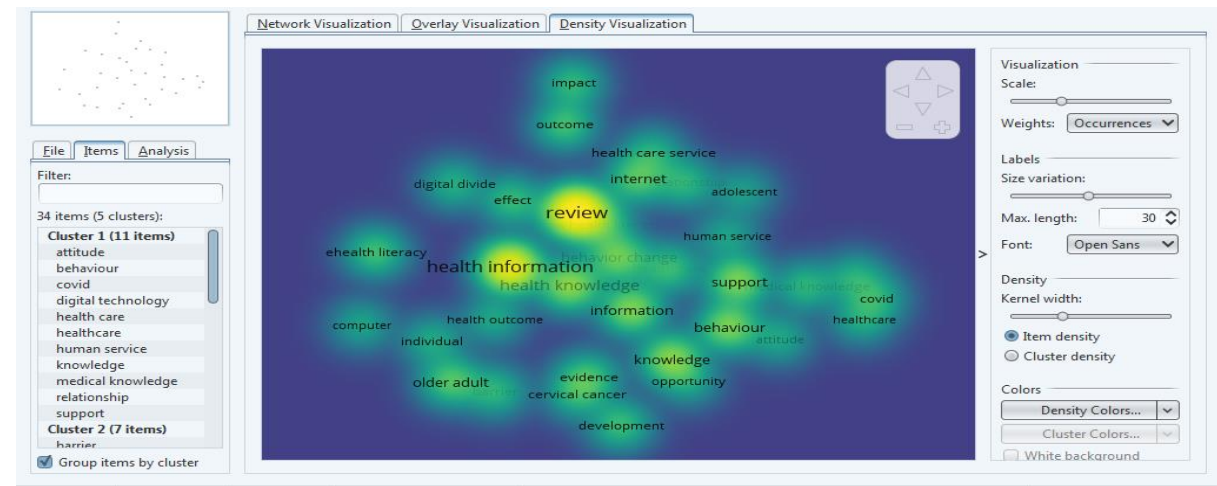 Network Visualization Overlay Visualization Density Visualization
File Items Analysis
Filter:
34 items (5 clusters):
Cluster 1 (11 items)
attitude
behaviour
covid
digital technology
health care
healthcare
human service
knowledge
medical knowledge
relationship
support
Cluster 2 (7 items)
barrier
Group items by cluster
impact
outcome
health care service
digital divide
internet
adolescent
effect
review
human service
ehealth literacy
behavior change
health information
health knowledge
support
medical knowledge
covid
information
computer
health outcome
behaviour
healthcare
individual
attitude
knowledge
older adult
evidence
opportunity
barrier
cervical cancer
development
>
Visualization
Scale:
Weights: Occurrences
Labels
Size variation:
Max. length: 30
Font: Open Sans
Density
Kernel width:
Item density
Cluster density
Colors
Density Colors...
Cluster Colors...
White background